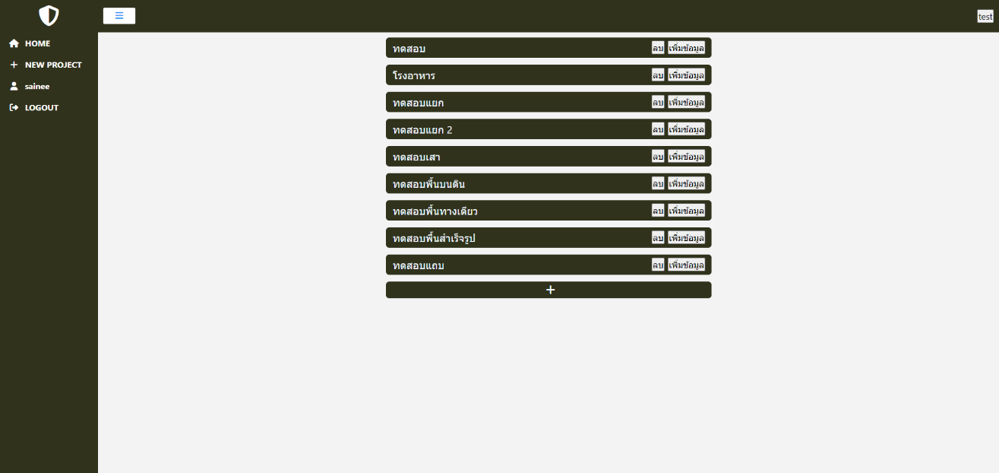 test
HOME
NEW PROJECT
sainee
LOGOUT
ทดสอบ ลบ เพิ่มข้อมูล
โรงอาหาร ลบ เพิ่มข้อมูล
ทดสอบแยก ลบ เพิ่มข้อมูล
ทดสอบแยก 2 ลบ เพิ่มข้อมูล
ทดสอบเสา ลบ เพิ่มข้อมูล
ทดสอบพื้นบนดิน ลบ เพิ่มข้อมูล
ทดสอบพื้นทางเดียว ลบ เพิ่มข้อมูล
ทดสอบพื้นสำเร็จรูป ลบ เพิ่มข้อมูล
ทดสอบแถบ ลบ เพิ่มข้อมูล